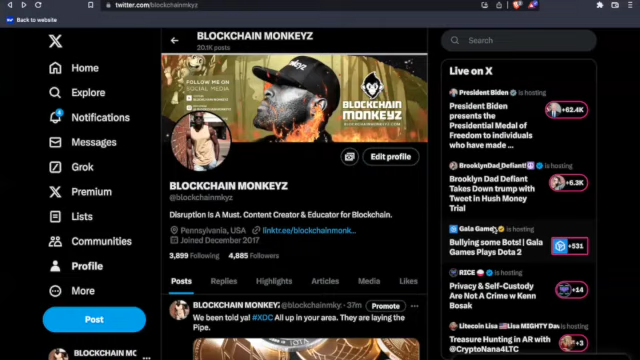 twitter.com/blockchainmkyz
Back to website
Home
Explore
Notifications
Messages
Grok
Premium
Lists
Communities
Profile
More
Post
BLOCKCHAIN MONKEYZ
20.1K posts
FOLLOW ME ON
SOCIAL MEDIA
BLOCKCHAIN
MONKEYZ
Edit profile
BLOCKCHAIN MONKEYZ
@blockchainmkyz
Disruption Is A Must. Content Creator & Educator for Blockchain.
Pennsylvania, USA linktr.ee/blockchainmonk...
Joined December 2017
3,899 Following 4,885 Followers
Posts Replies Highlights Articles Media Likes
BLOCKCHAIN MONKEYZ @blockchainmky · 37m Promote
We been told ya! #XDC All up in your area. They are laying the
Pipe.
Search
Live on X
President Biden is hosting
President Biden
presents the
Presidential Medal of
Freedom to individuals
who have made ...
+62.4K
BrooklynDad_Defiant! is hosting
Brooklyn Dad Defiant
Takes Down trump with
Tweet in Hush Money
Trial
+6.3K
Gala Games is hosting
Bullying some Bots! | Gala
Games Plays Dota 2
+531
RICE is hosting
Privacy & Self-Custody
Are Not A Crime w Kenn
Bosak
+14
Litecoin Lisa Lisa MIGHTY
Treasure Hunting in AR with
@CryptoNana4LTC
+3
BLOCKCHAIN